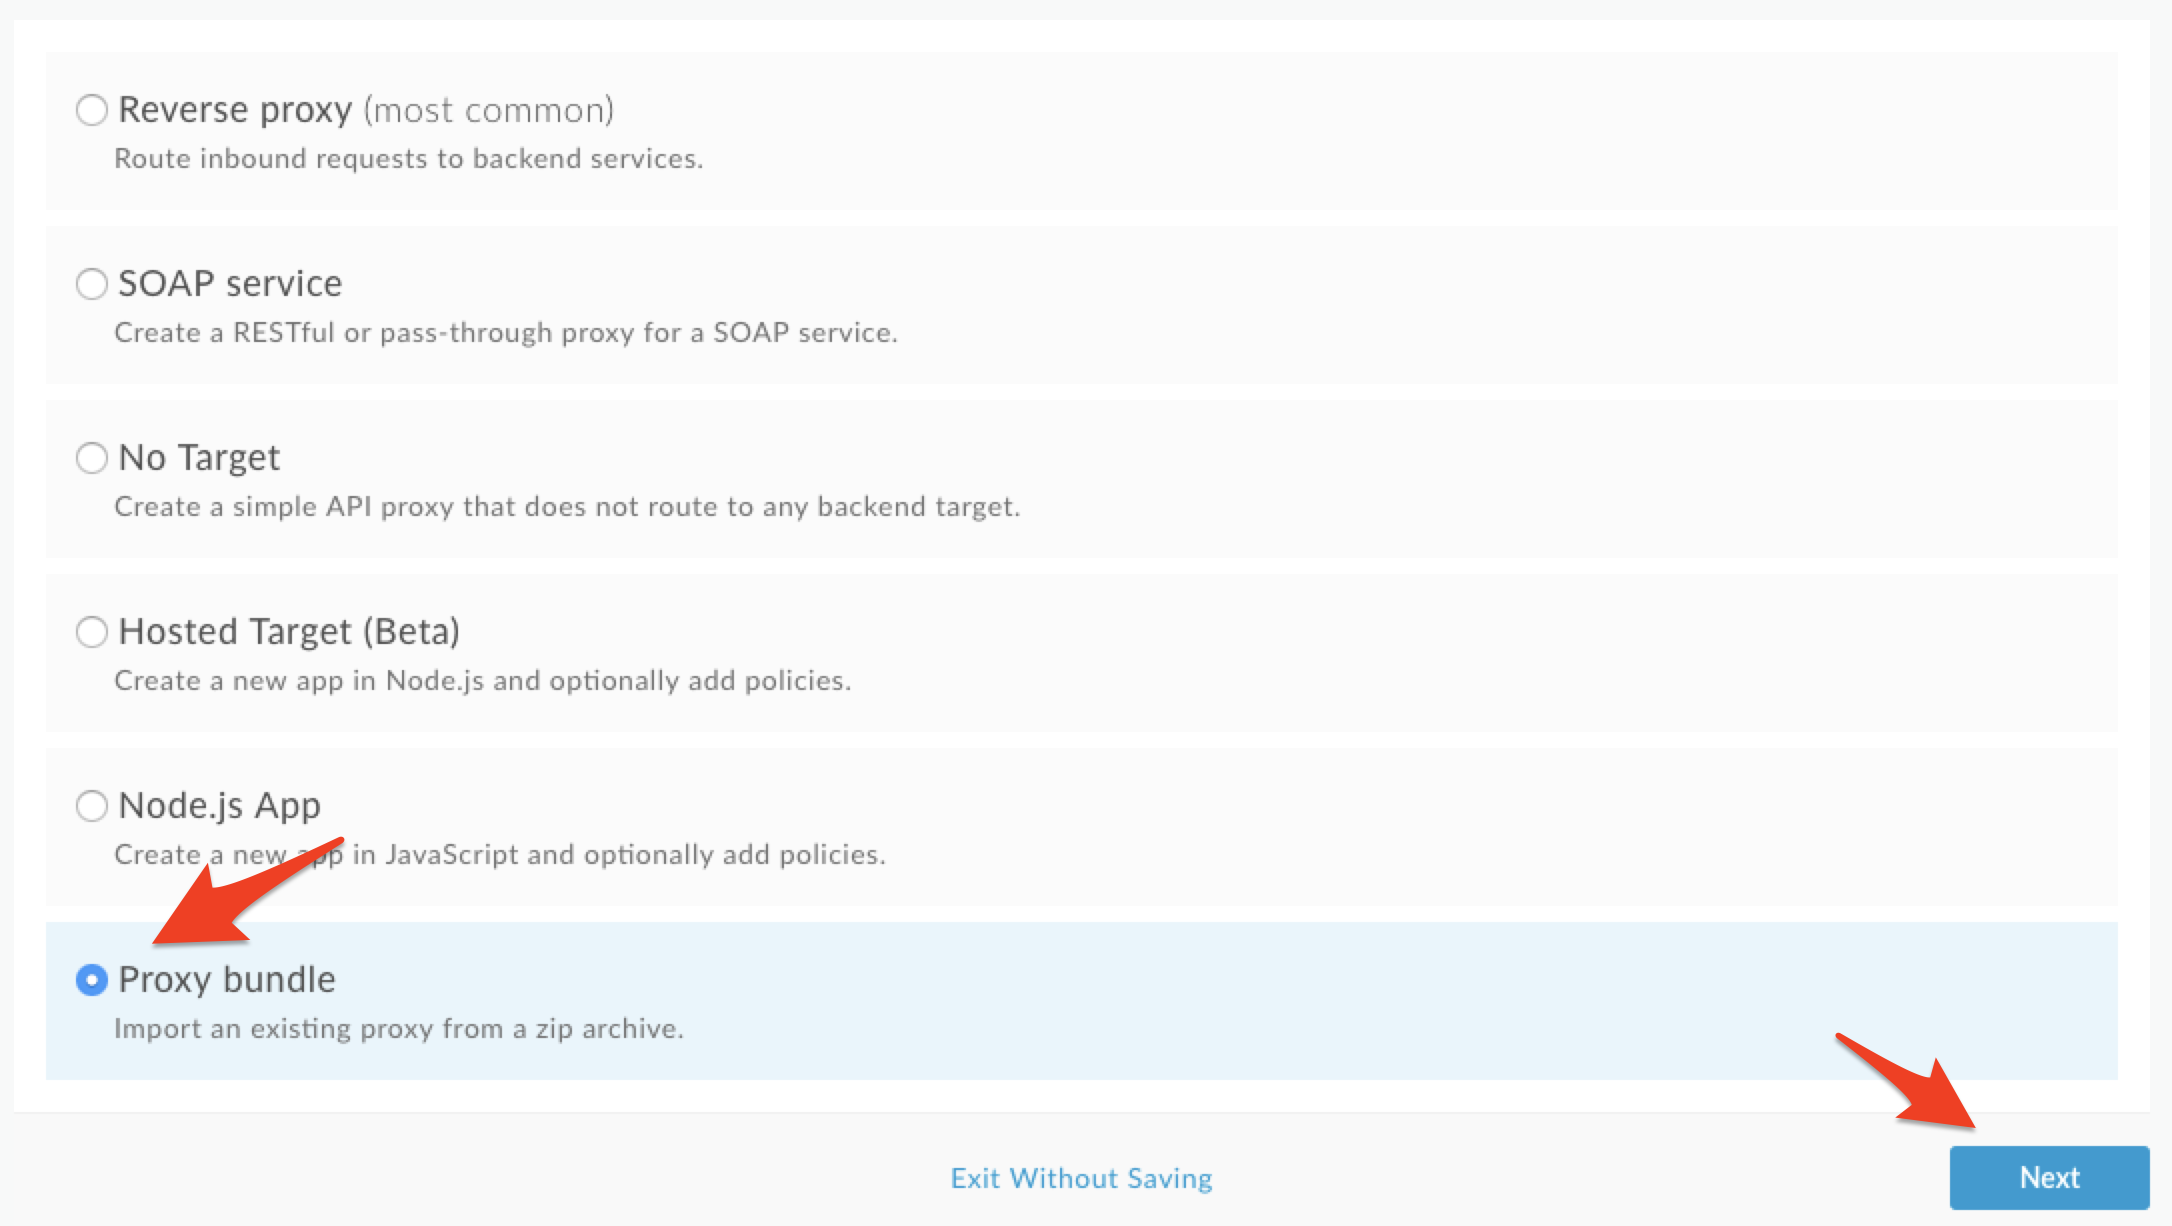 Reverse proxy (most common)
Route inbound requests to backend services.
SOAP service
Create a RESTful or pass-through proxy for a SOAP service.
No Target
Create a simple API proxy that does not route to any backend target.
Hosted Target (Beta)
Create a new app in Node.js and optionally add policies.
Node.js App
Create a new app in JavaScript and optionally add policies.
Proxy bundle
Import an existing proxy from a zip archive.
Exit Without Saving
Next